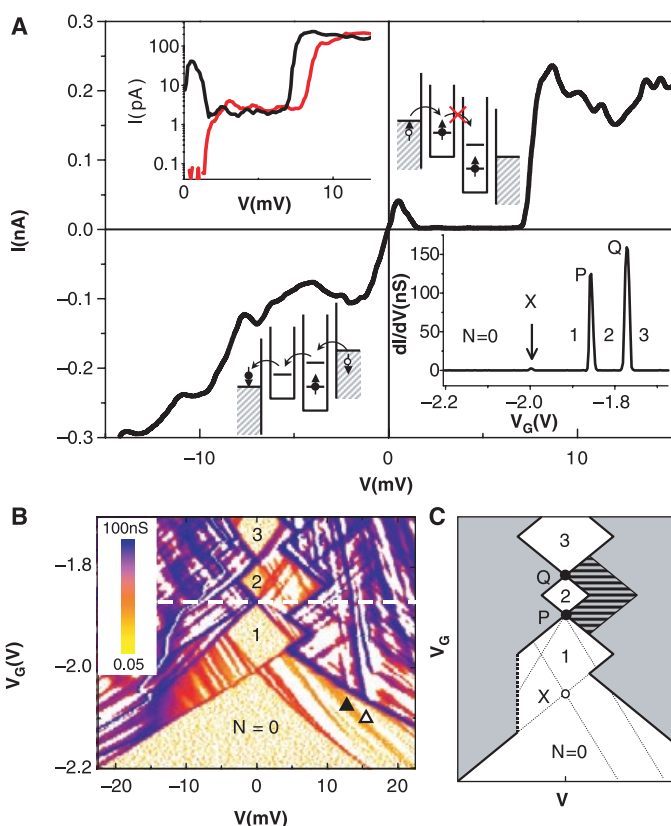 A
0.3
0.2
0.1
0.0
−0.1
−0.2
−0.3
I(nA)
−10
0
10
V(mV)
100
10
1
0.1
I(pA)
0
10
V(mV)
150
100
50
0
dI/dV(nS)
N=0
X
1
P
2
Q
3
−2.2
−2.0
−1.8
V_G(V)
B
100nS
0.05
−1.8
−2.0
−2.2
V_G(V)
3
2
1
N = 0
−20
−10
0
10
20
V(mV)
C
3
Q
2
P
1
X
N=0
V_G
V